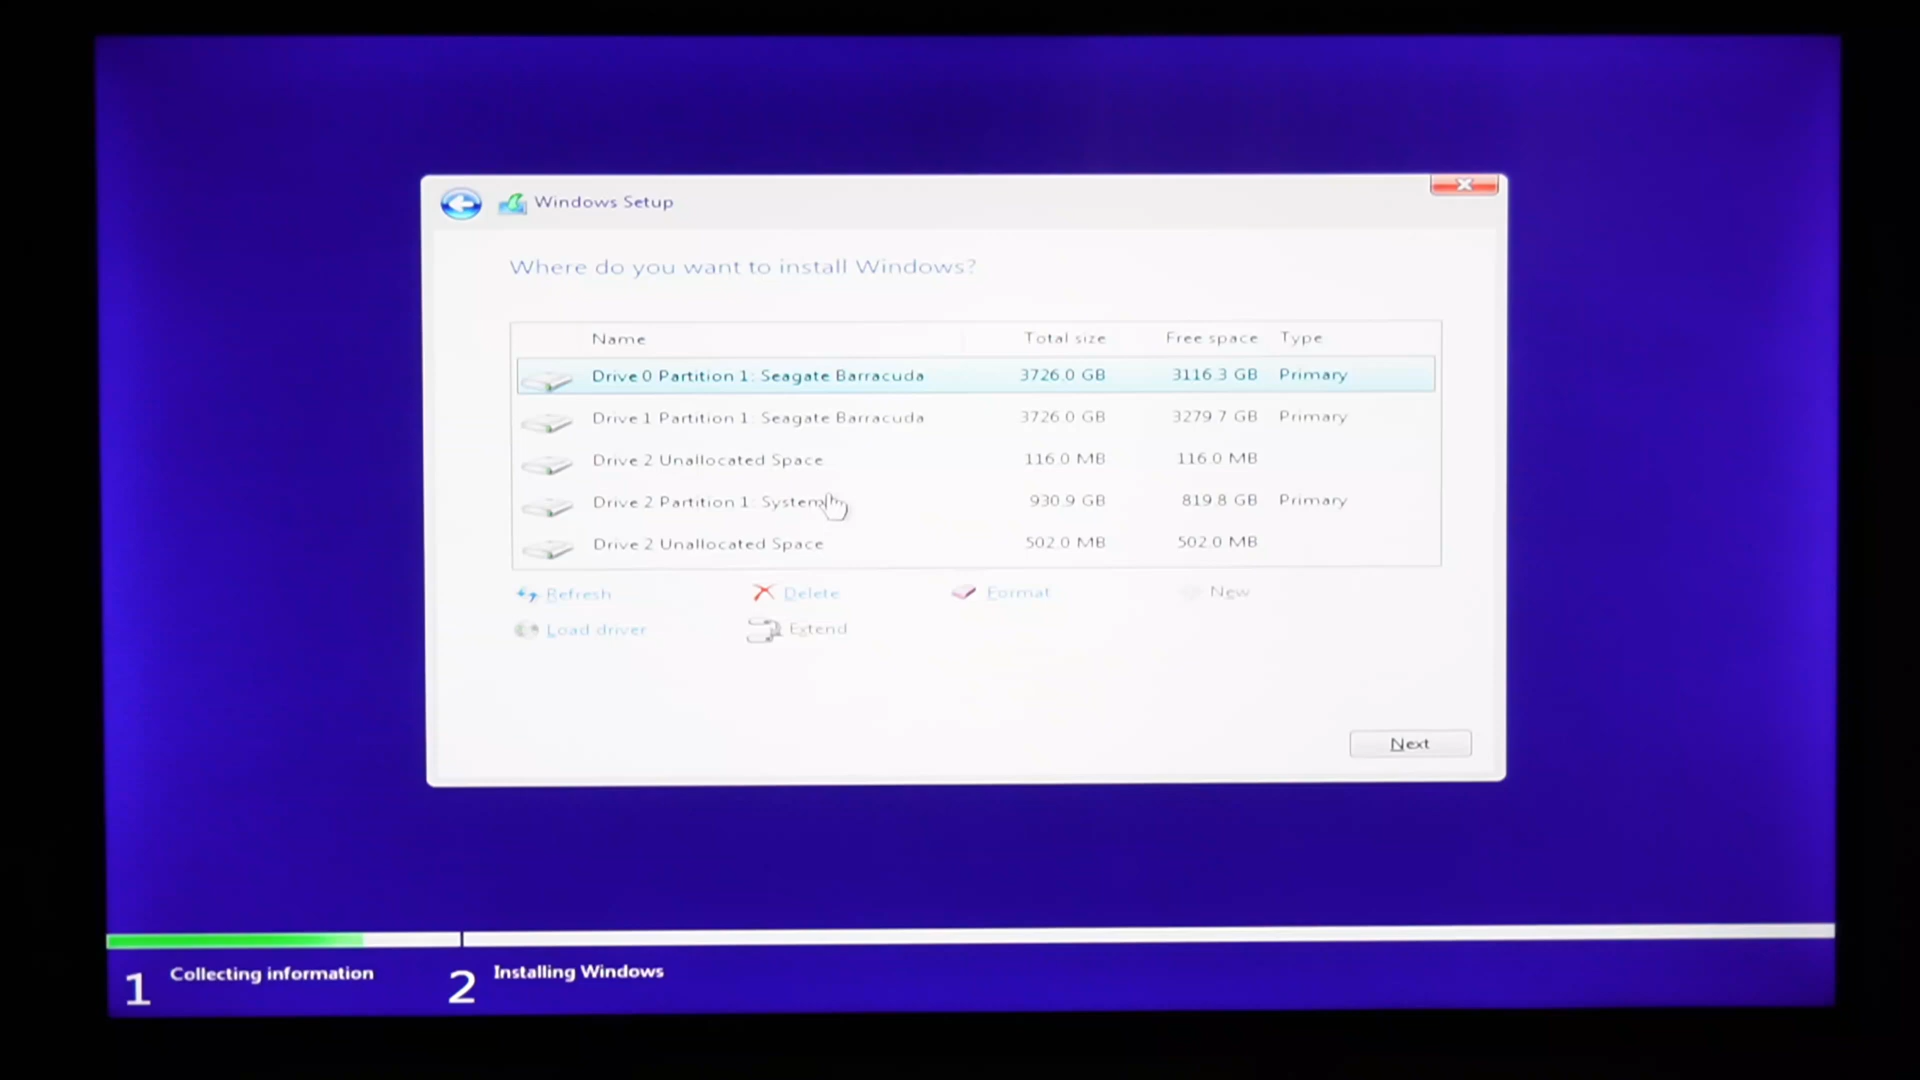 Windows Setup
Where do you want to install Windows?
Name Total size Free space Type
Drive 0 Partition 1: Seagate Barracuda 3726.0 GB 3116.3 GB Primary
Drive 1 Partition 1: Seagate Barracuda 3726.0 GB 3279.7 GB Primary
Drive 2 Unallocated Space 116.0 MB 116.0 MB
Drive 2 Partition 1: System 930.9 GB 819.8 GB Primary
Drive 2 Unallocated Space 502.0 MB 502.0 MB
Refresh Delete Format New
Load driver Extend
Next
1 Collecting information 2 Installing Windows